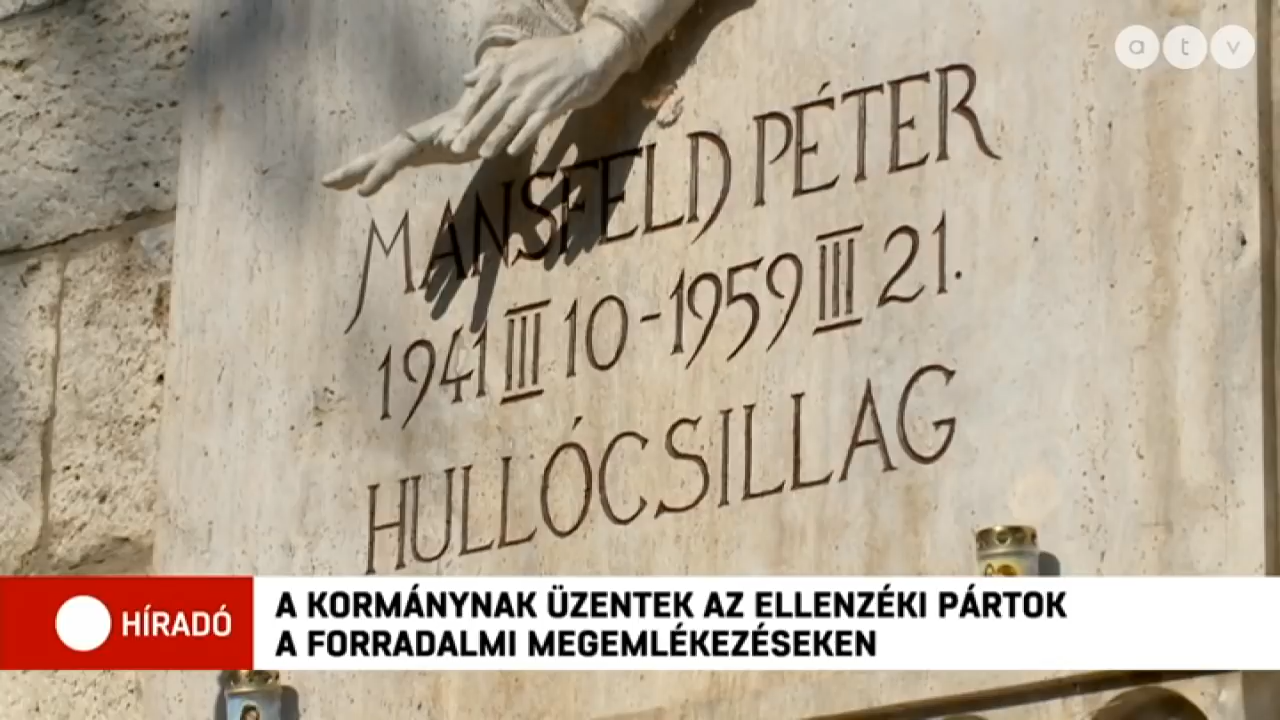 atv
MANSFELD PÉTER
1941 III 10-1959 III 21.
HULLÓCSILLAG
HÍRADÓ
A KORMÁNYNAK ÜZENTEK AZ ELLENZÉKI PÁRTOK
A FORRADALMI MEGEMLÉKEZÉSEKEN